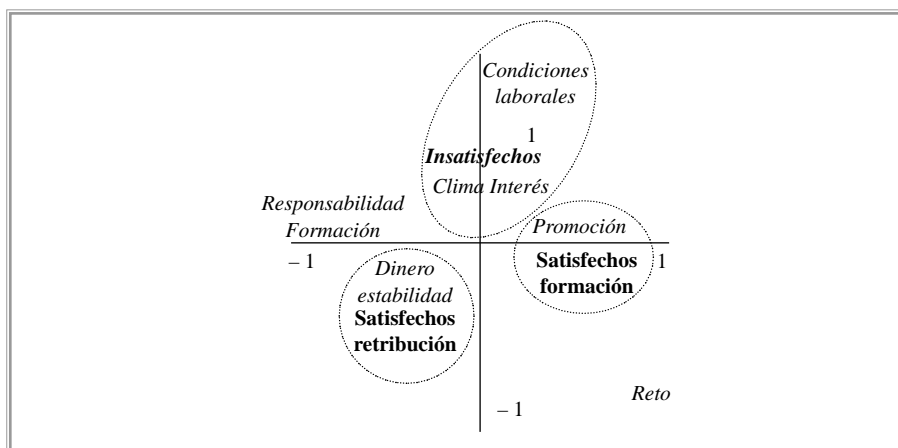 Condiciones
laborales
1
Insatisfechos
Clima Interés
Responsabilidad
Formación
Promoción
– 1
Satisfechos
formación
1
Dinero
estabilidad
Satisfechos
retribución
Reto
– 1